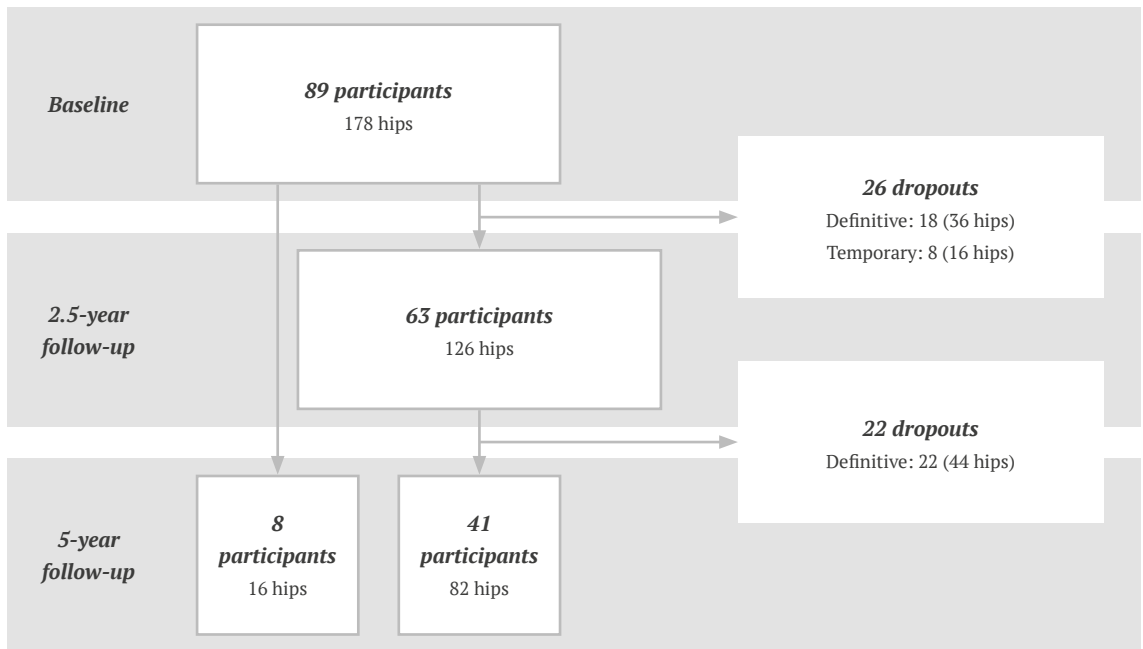 Baseline
89 participants
178 hips
26 dropouts
Definitive: 18 (36 hips)
Temporary: 8 (16 hips)
2.5-year
follow-up
63 participants
126 hips
22 dropouts
Definitive: 22 (44 hips)
5-year
follow-up
8
participants
16 hips
41
participants
82 hips